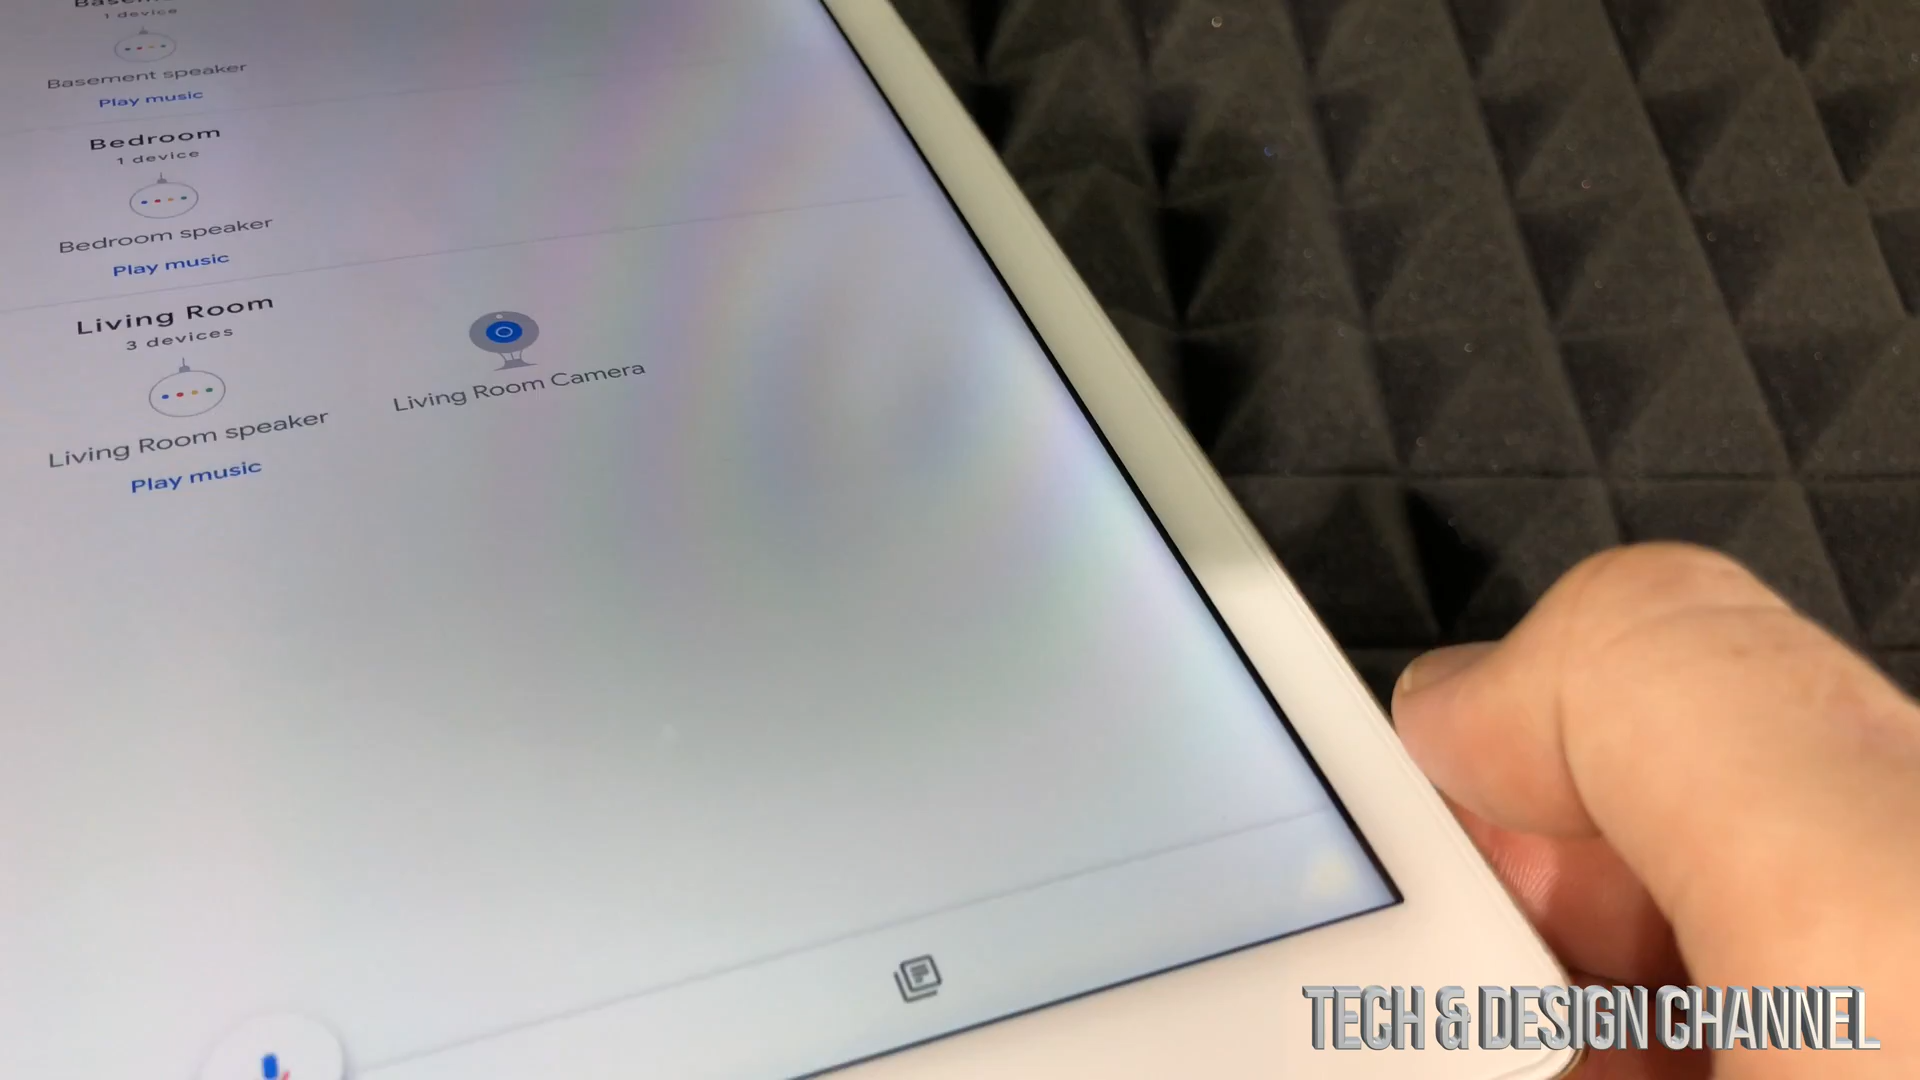 1 device
Basement speaker
Play music
Bedroom
1 device
Bedroom speaker
Play music
Living Room
3 devices
Living Room speaker
Play music
Living Room Camera
TECH & DESIGN CHANNEL